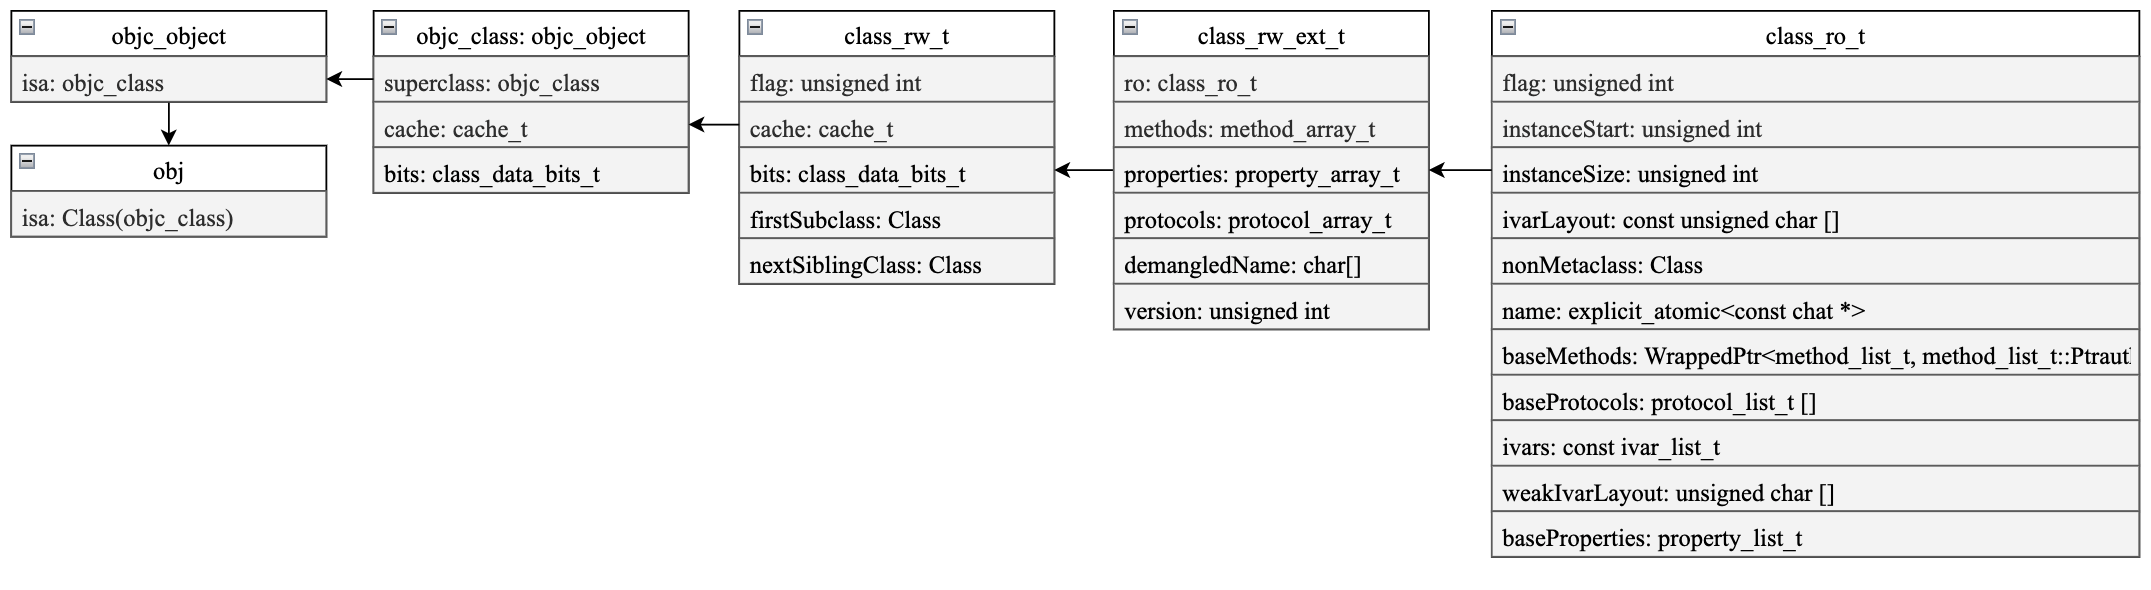 objc_object
isa: objc_class
obj
isa: Class(objc_class)
objc_class: objc_object
superclass: objc_class
cache: cache_t
bits: class_data_bits_t
class_rw_t
flag: unsigned int
cache: cache_t
bits: class_data_bits_t
firstSubclass: Class
nextSiblingClass: Class
class_rw_ext_t
ro: class_ro_t
methods: method_array_t
properties: property_array_t
protocols: protocol_array_t
demangledName: char[]
version: unsigned int
class_ro_t
flag: unsigned int
instanceStart: unsigned int
instanceSize: unsigned int
ivarLayout: const unsigned char []
nonMetaclass: Class
name: explicit_atomic<const chat *>
baseMethods: WrappedPtr<method_list_t, method_list_t::Ptraut
baseProtocols: protocol_list_t []
ivars: const ivar_list_t
weakIvarLayout: unsigned char []
baseProperties: property_list_t